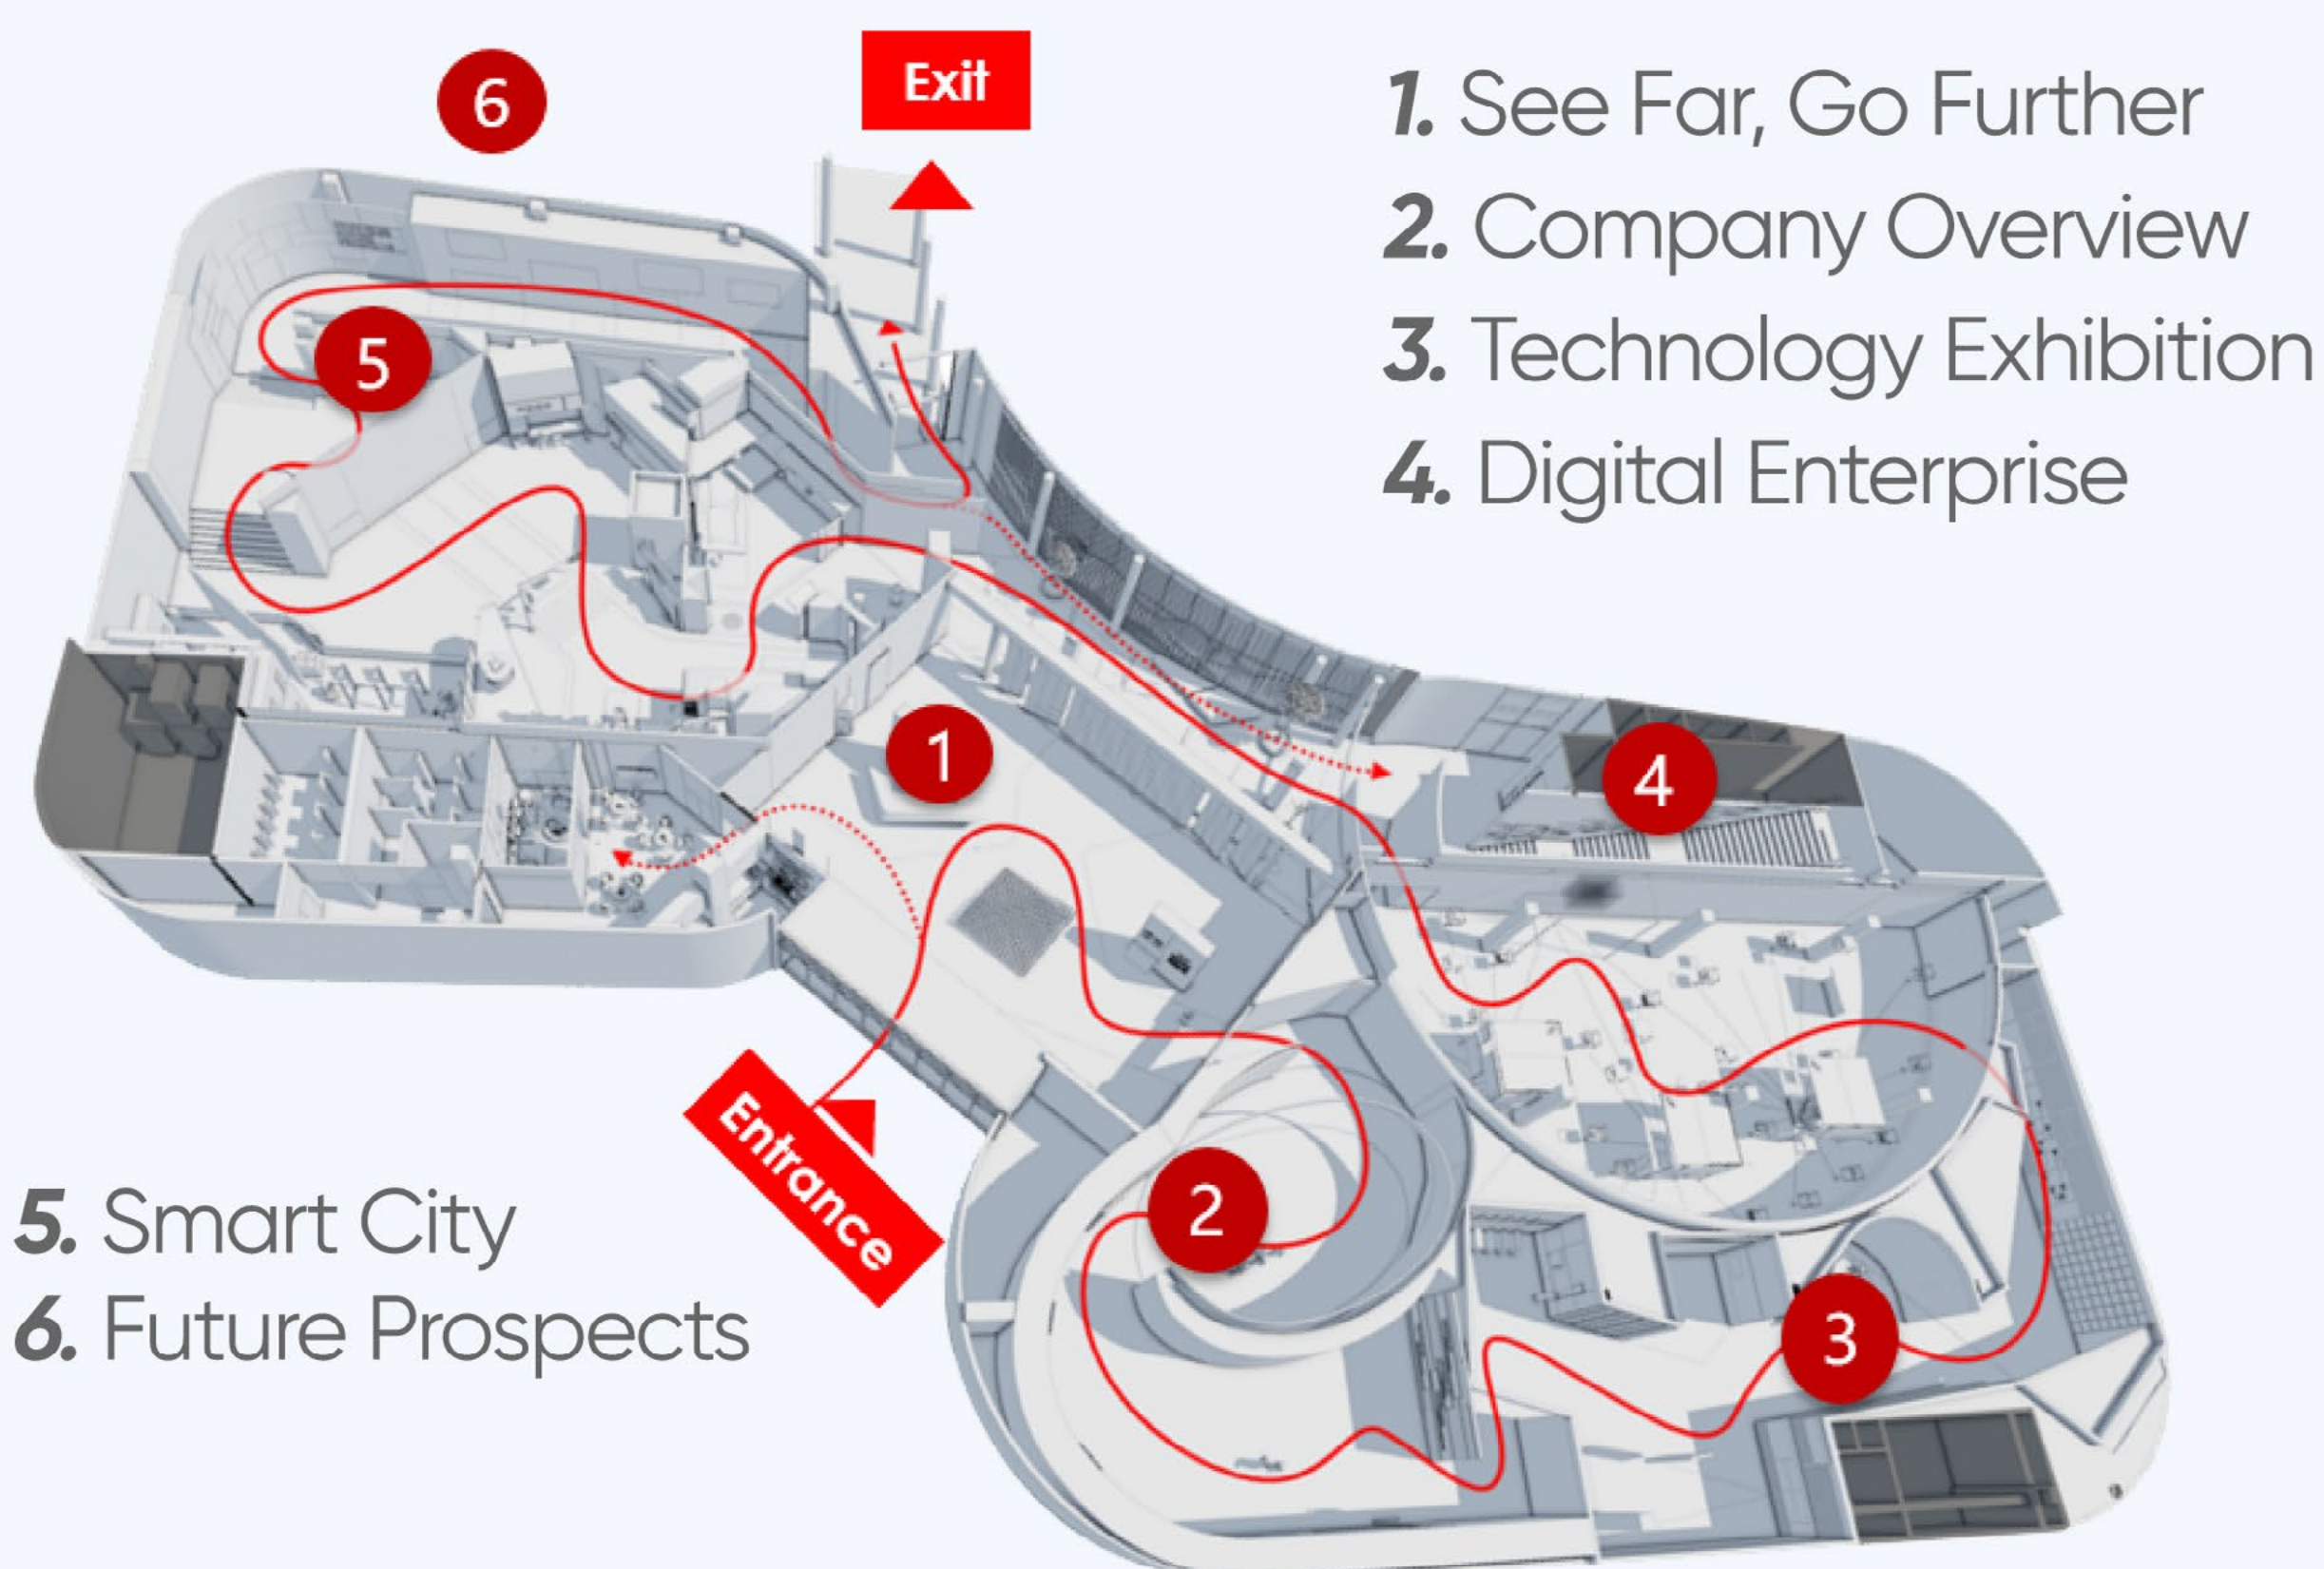 6
Exit
1. See Far, Go Further
2. Company Overview
3. Technology Exhibition
4. Digital Enterprise
5
1
4
Entrance
2
3
5. Smart City
6. Future Prospects